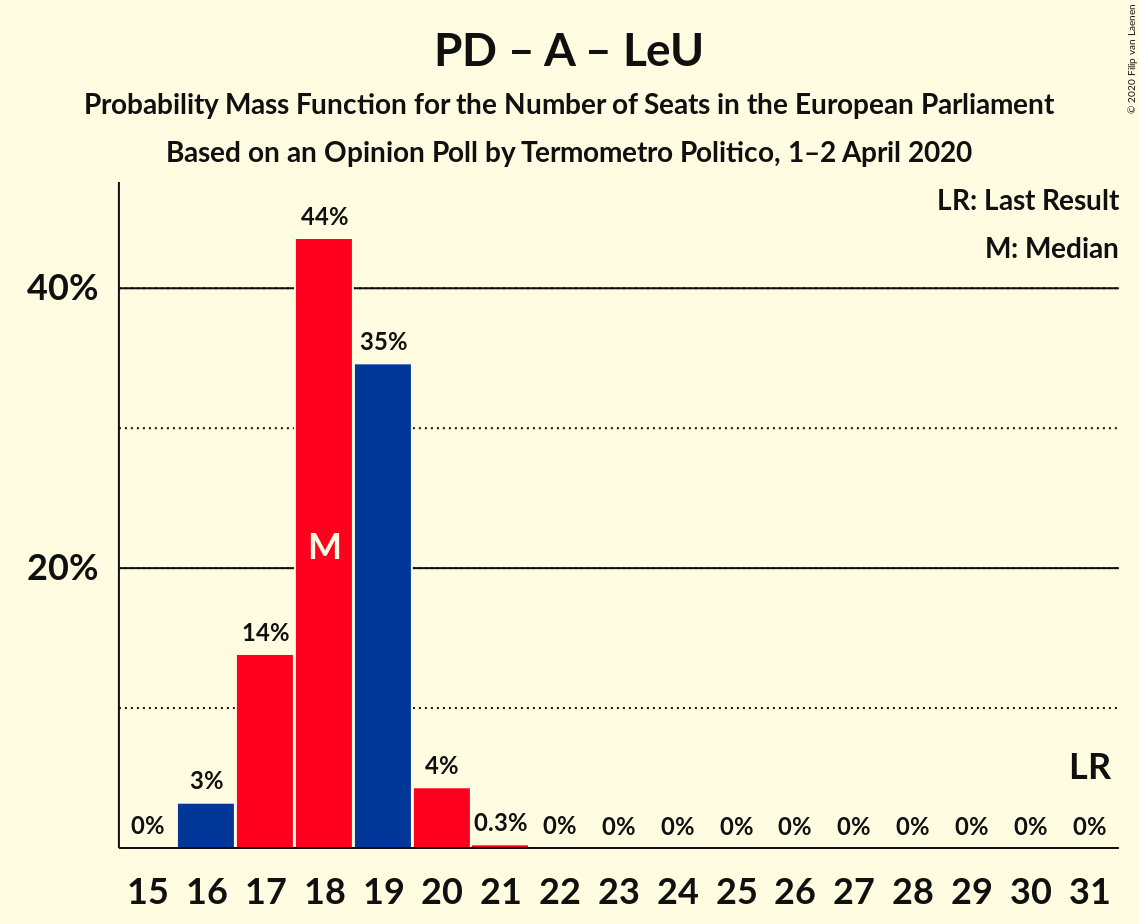 PD – A – LeU
Probability Mass Function for the Number of Seats in the European Parliament
Based on an Opinion Poll by Termometro Politico, 1–2 April 2020
© 2020 Filip van Laenen
LR: Last Result
M: Median
40%
20%
0%
3%
14%
44%
35%
4%
0.3%
0%
0%
0%
0%
0%
0%
0%
0%
0%
0%
M
LR
15 16 17 18 19 20 21 22 23 24 25 26 27 28 29 30 31